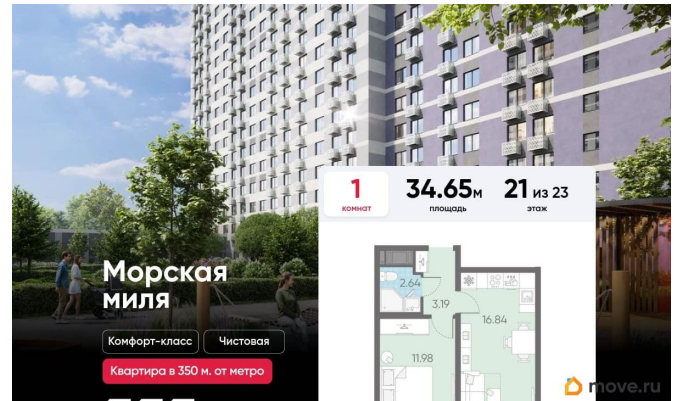 1
комнат
34.65м
площадь
21 из 23
этаж
Морская
миля
Комфорт-класс
Чистовая
Квартира в 350 м. от метро
2.64
3.19
16.84
11.98
move.ru